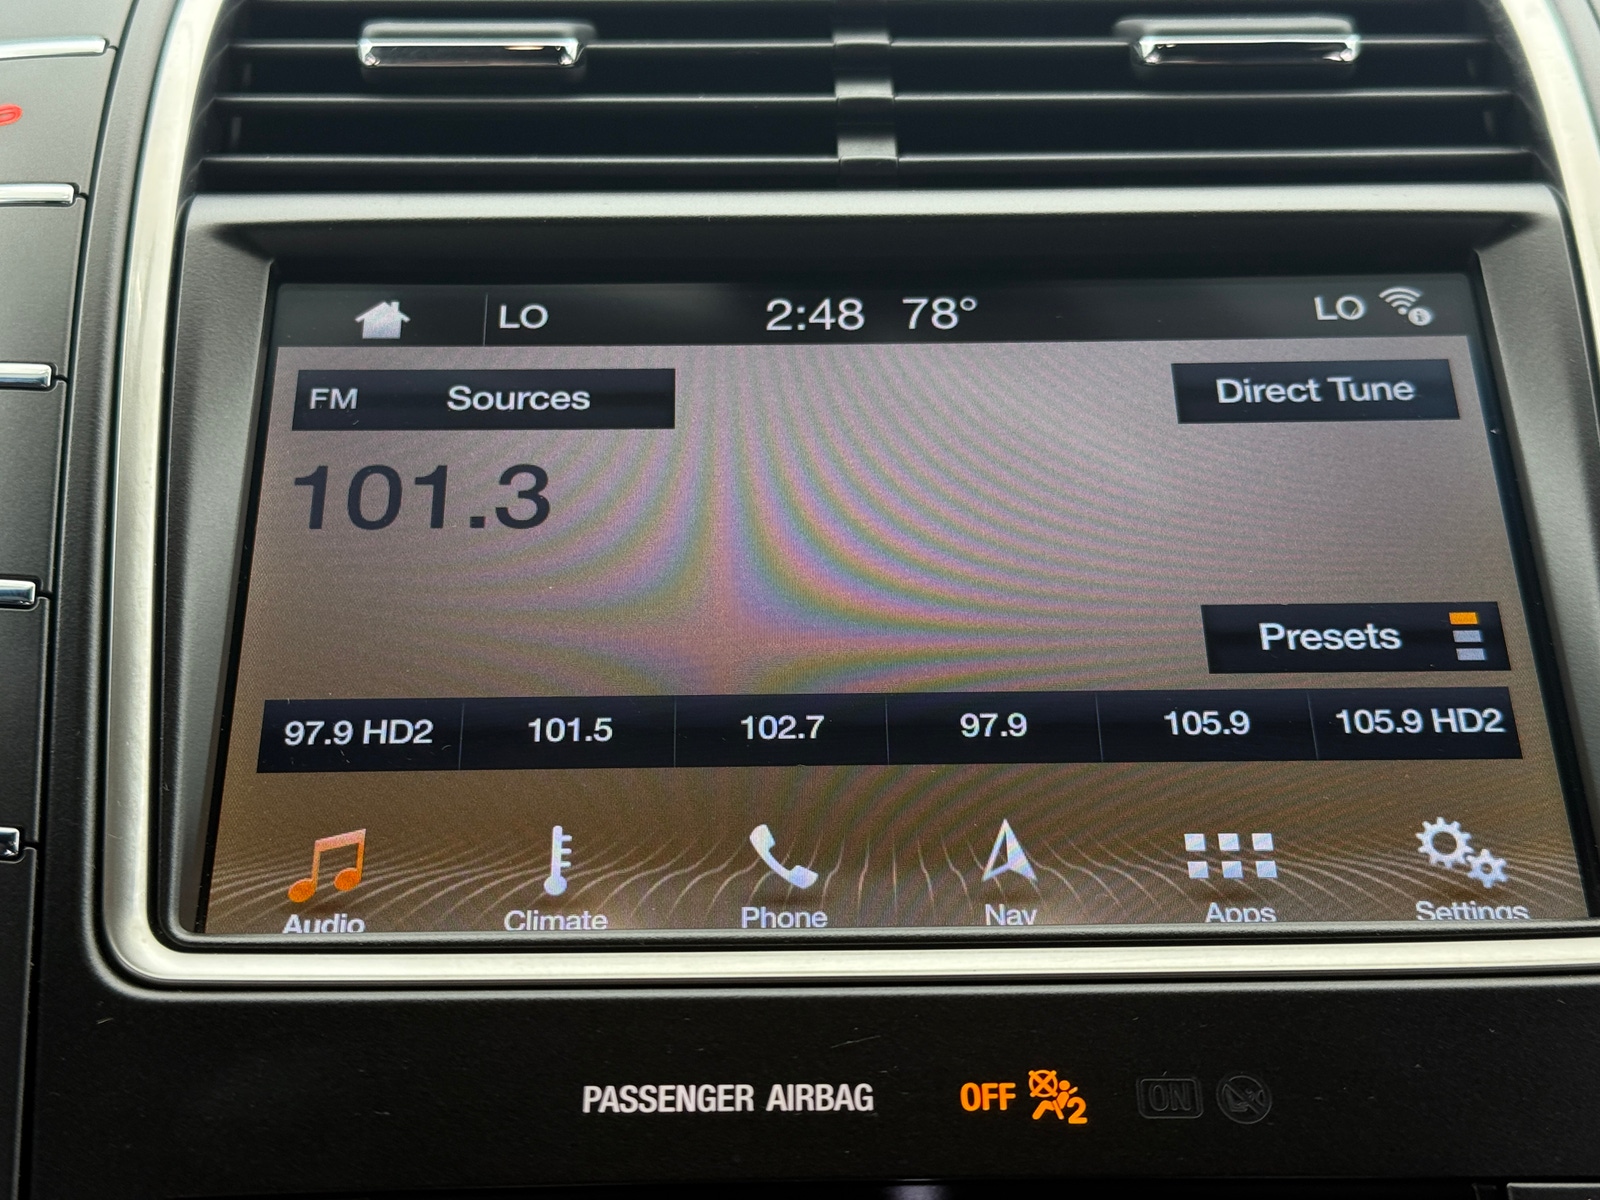 LO 2:48 78° LO
FM Sources Direct Tune
101.3
Presets
97.9 HD2 101.5 102.7 97.9 105.9 105.9 HD2
Audio Climate Phone Nav Apps Settings
PASSENGER AIRBAG OFF 2 ON